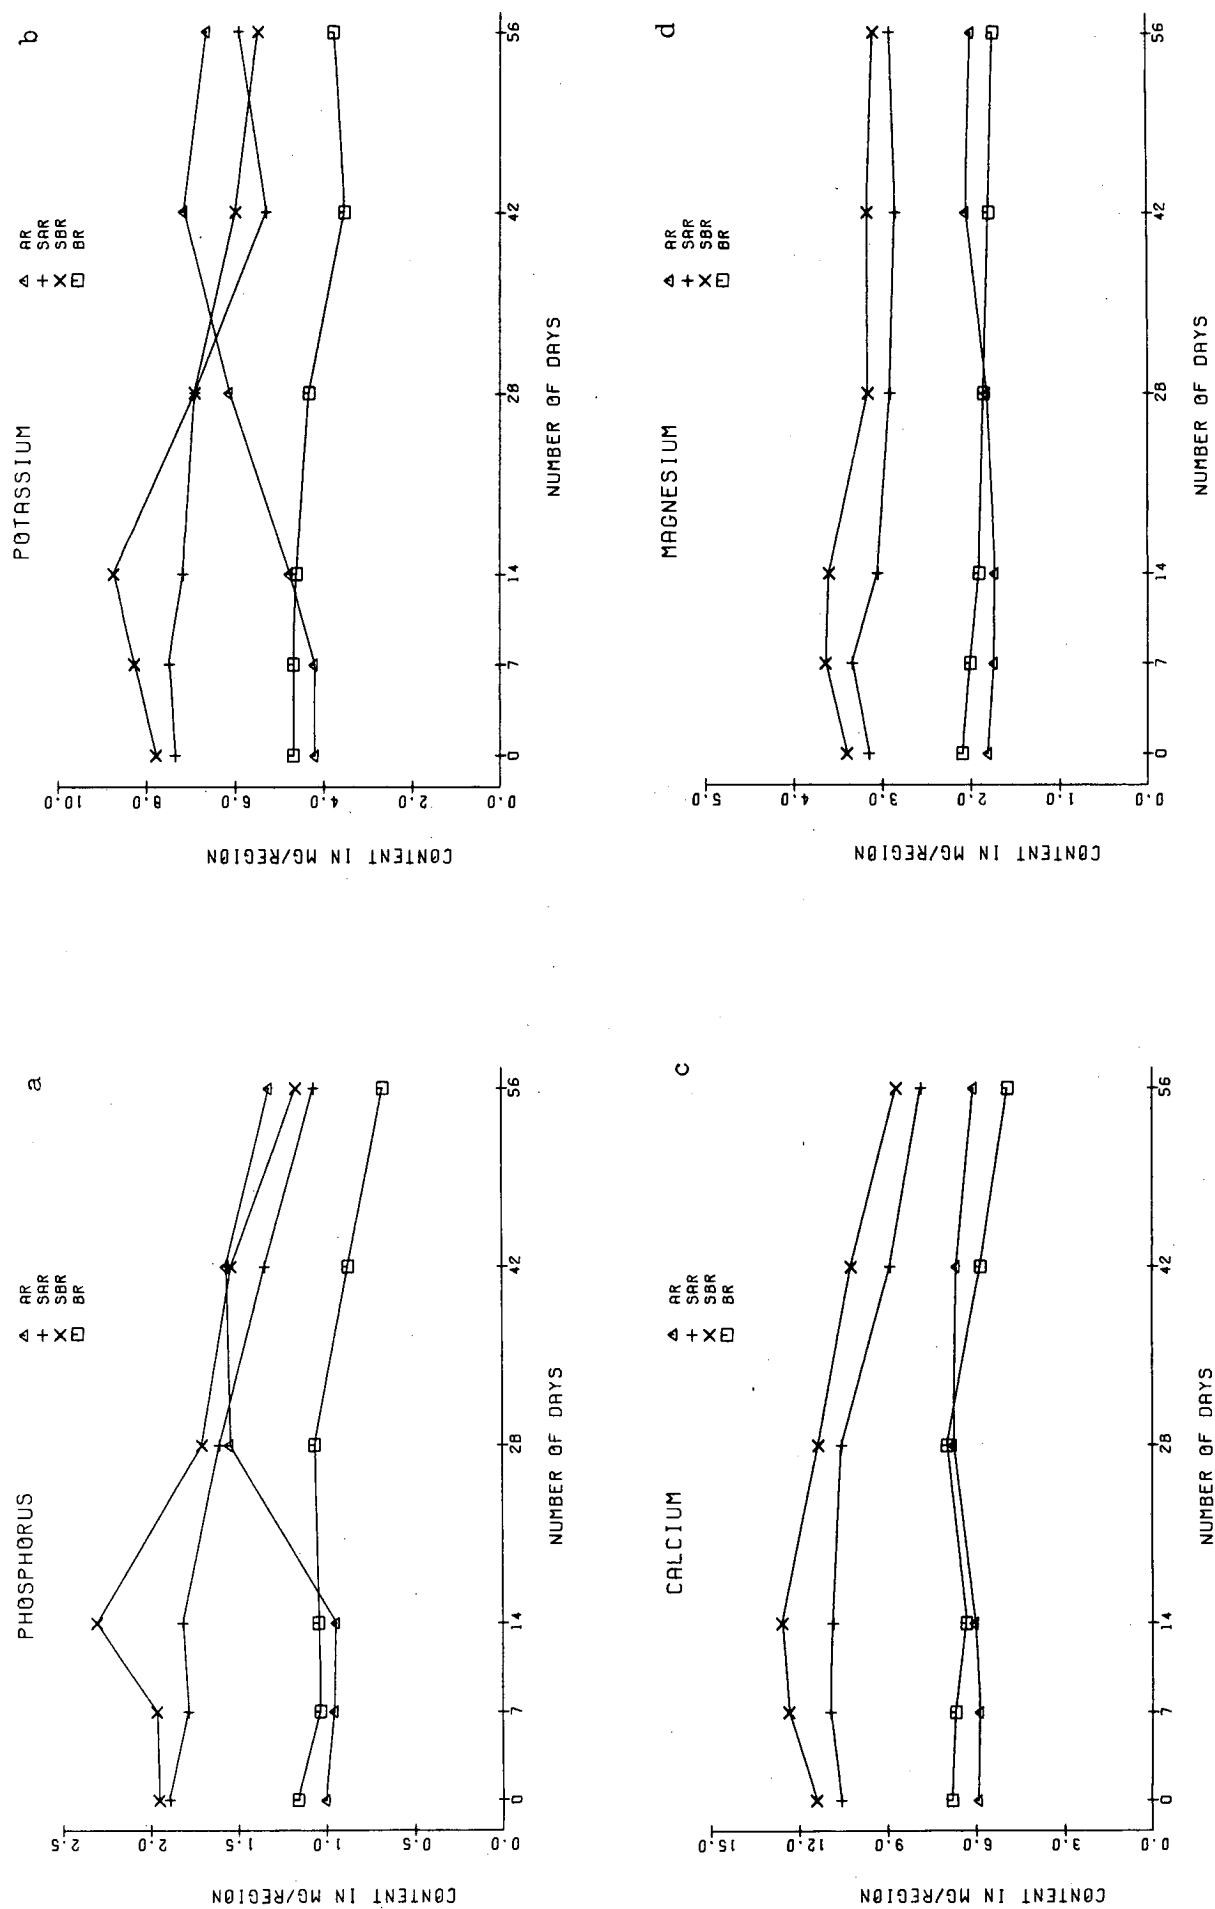 a
PHOSPHORUS
AR
SAR
SBR
BR
CONTENT IN MG/REGION
2.5
2.0
1.5
1.0
0.5
0.0
0 7 14 28 42 56
NUMBER OF DAYS
b
POTASSIUM
AR
SAR
SBR
BR
CONTENT IN MG/REGION
10.0
8.0
6.0
4.0
2.0
0.0
0 7 14 28 42 56
NUMBER OF DAYS
c
CALCIUM
AR
SAR
SBR
BR
CONTENT IN MG/REGION
15.0
12.0
9.0
6.0
3.0
0.0
0 7 14 28 42 56
NUMBER OF DAYS
d
MAGNESIUM
AR
SAR
SBR
BR
CONTENT IN MG/REGION
5.0
4.0
3.0
2.0
1.0
0.0
0 7 14 28 42 56
NUMBER OF DAYS